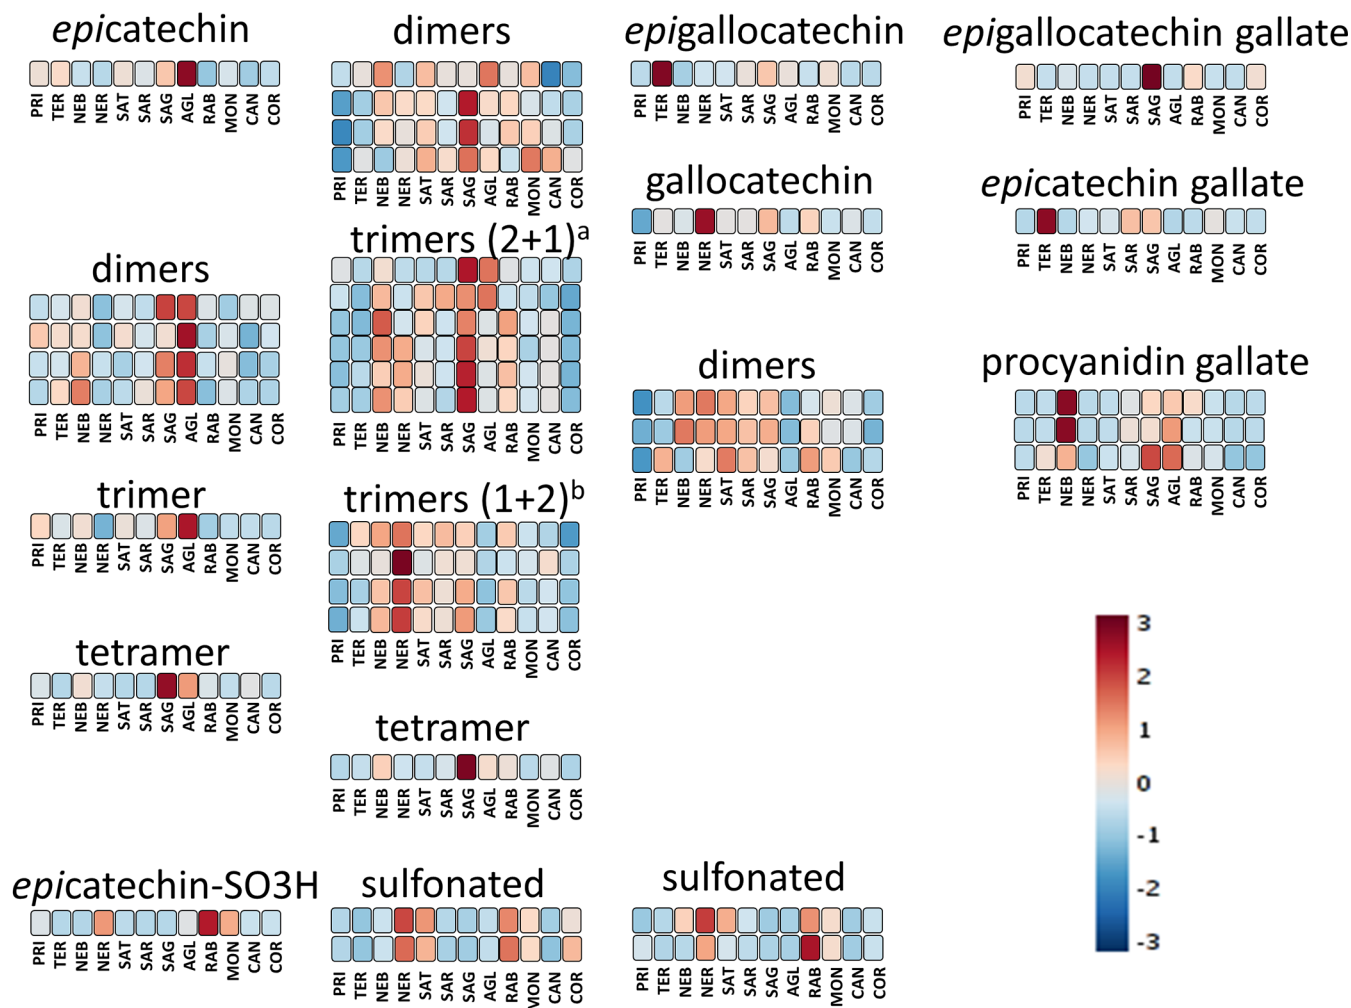 epicatechin
PRI TER NEB NER SAT SAR SAG AGL RAB MON CAN COR
dimers
PRI TER NEB NER SAT SAR SAG AGL RAB MON CAN COR
trimer
PRI TER NEB NER SAT SAR SAG AGL RAB MON CAN COR
tetramer
PRI TER NEB NER SAT SAR SAG AGL RAB MON CAN COR
epicatechin-SO3H
PRI TER NEB NER SAT SAR SAG AGL RAB MON CAN COR
dimers
PRI TER NEB NER SAT SAR SAG AGL RAB MON CAN COR
trimers (2+1)a
PRI TER NEB NER SAT SAR SAG AGL RAB MON CAN COR
trimers (1+2)b
PRI TER NEB NER SAT SAR SAG AGL RAB MON CAN COR
tetramer
PRI TER NEB NER SAT SAR SAG AGL RAB MON CAN COR
sulfonated
PRI TER NEB NER SAT SAR SAG AGL RAB MON CAN COR
epigallocatechin
PRI TER NEB NER SAT SAR SAG AGL RAB MON CAN COR
gallocatechin
PRI TER NEB NER SAT SAR SAG AGL RAB MON CAN COR
dimers
PRI TER NEB NER SAT SAR SAG AGL RAB MON CAN COR
sulfonated
PRI TER NEB NER SAT SAR SAG AGL RAB MON CAN COR
epigallocatechin gallate
PRI TER NEB NER SAT SAR SAG AGL RAB MON CAN COR
epicatechin gallate
PRI TER NEB NER SAT SAR SAG AGL RAB MON CAN COR
procyanidin gallate
PRI TER NEB NER SAT SAR SAG AGL RAB MON CAN COR
3
2
1
0
-1
-2
-3